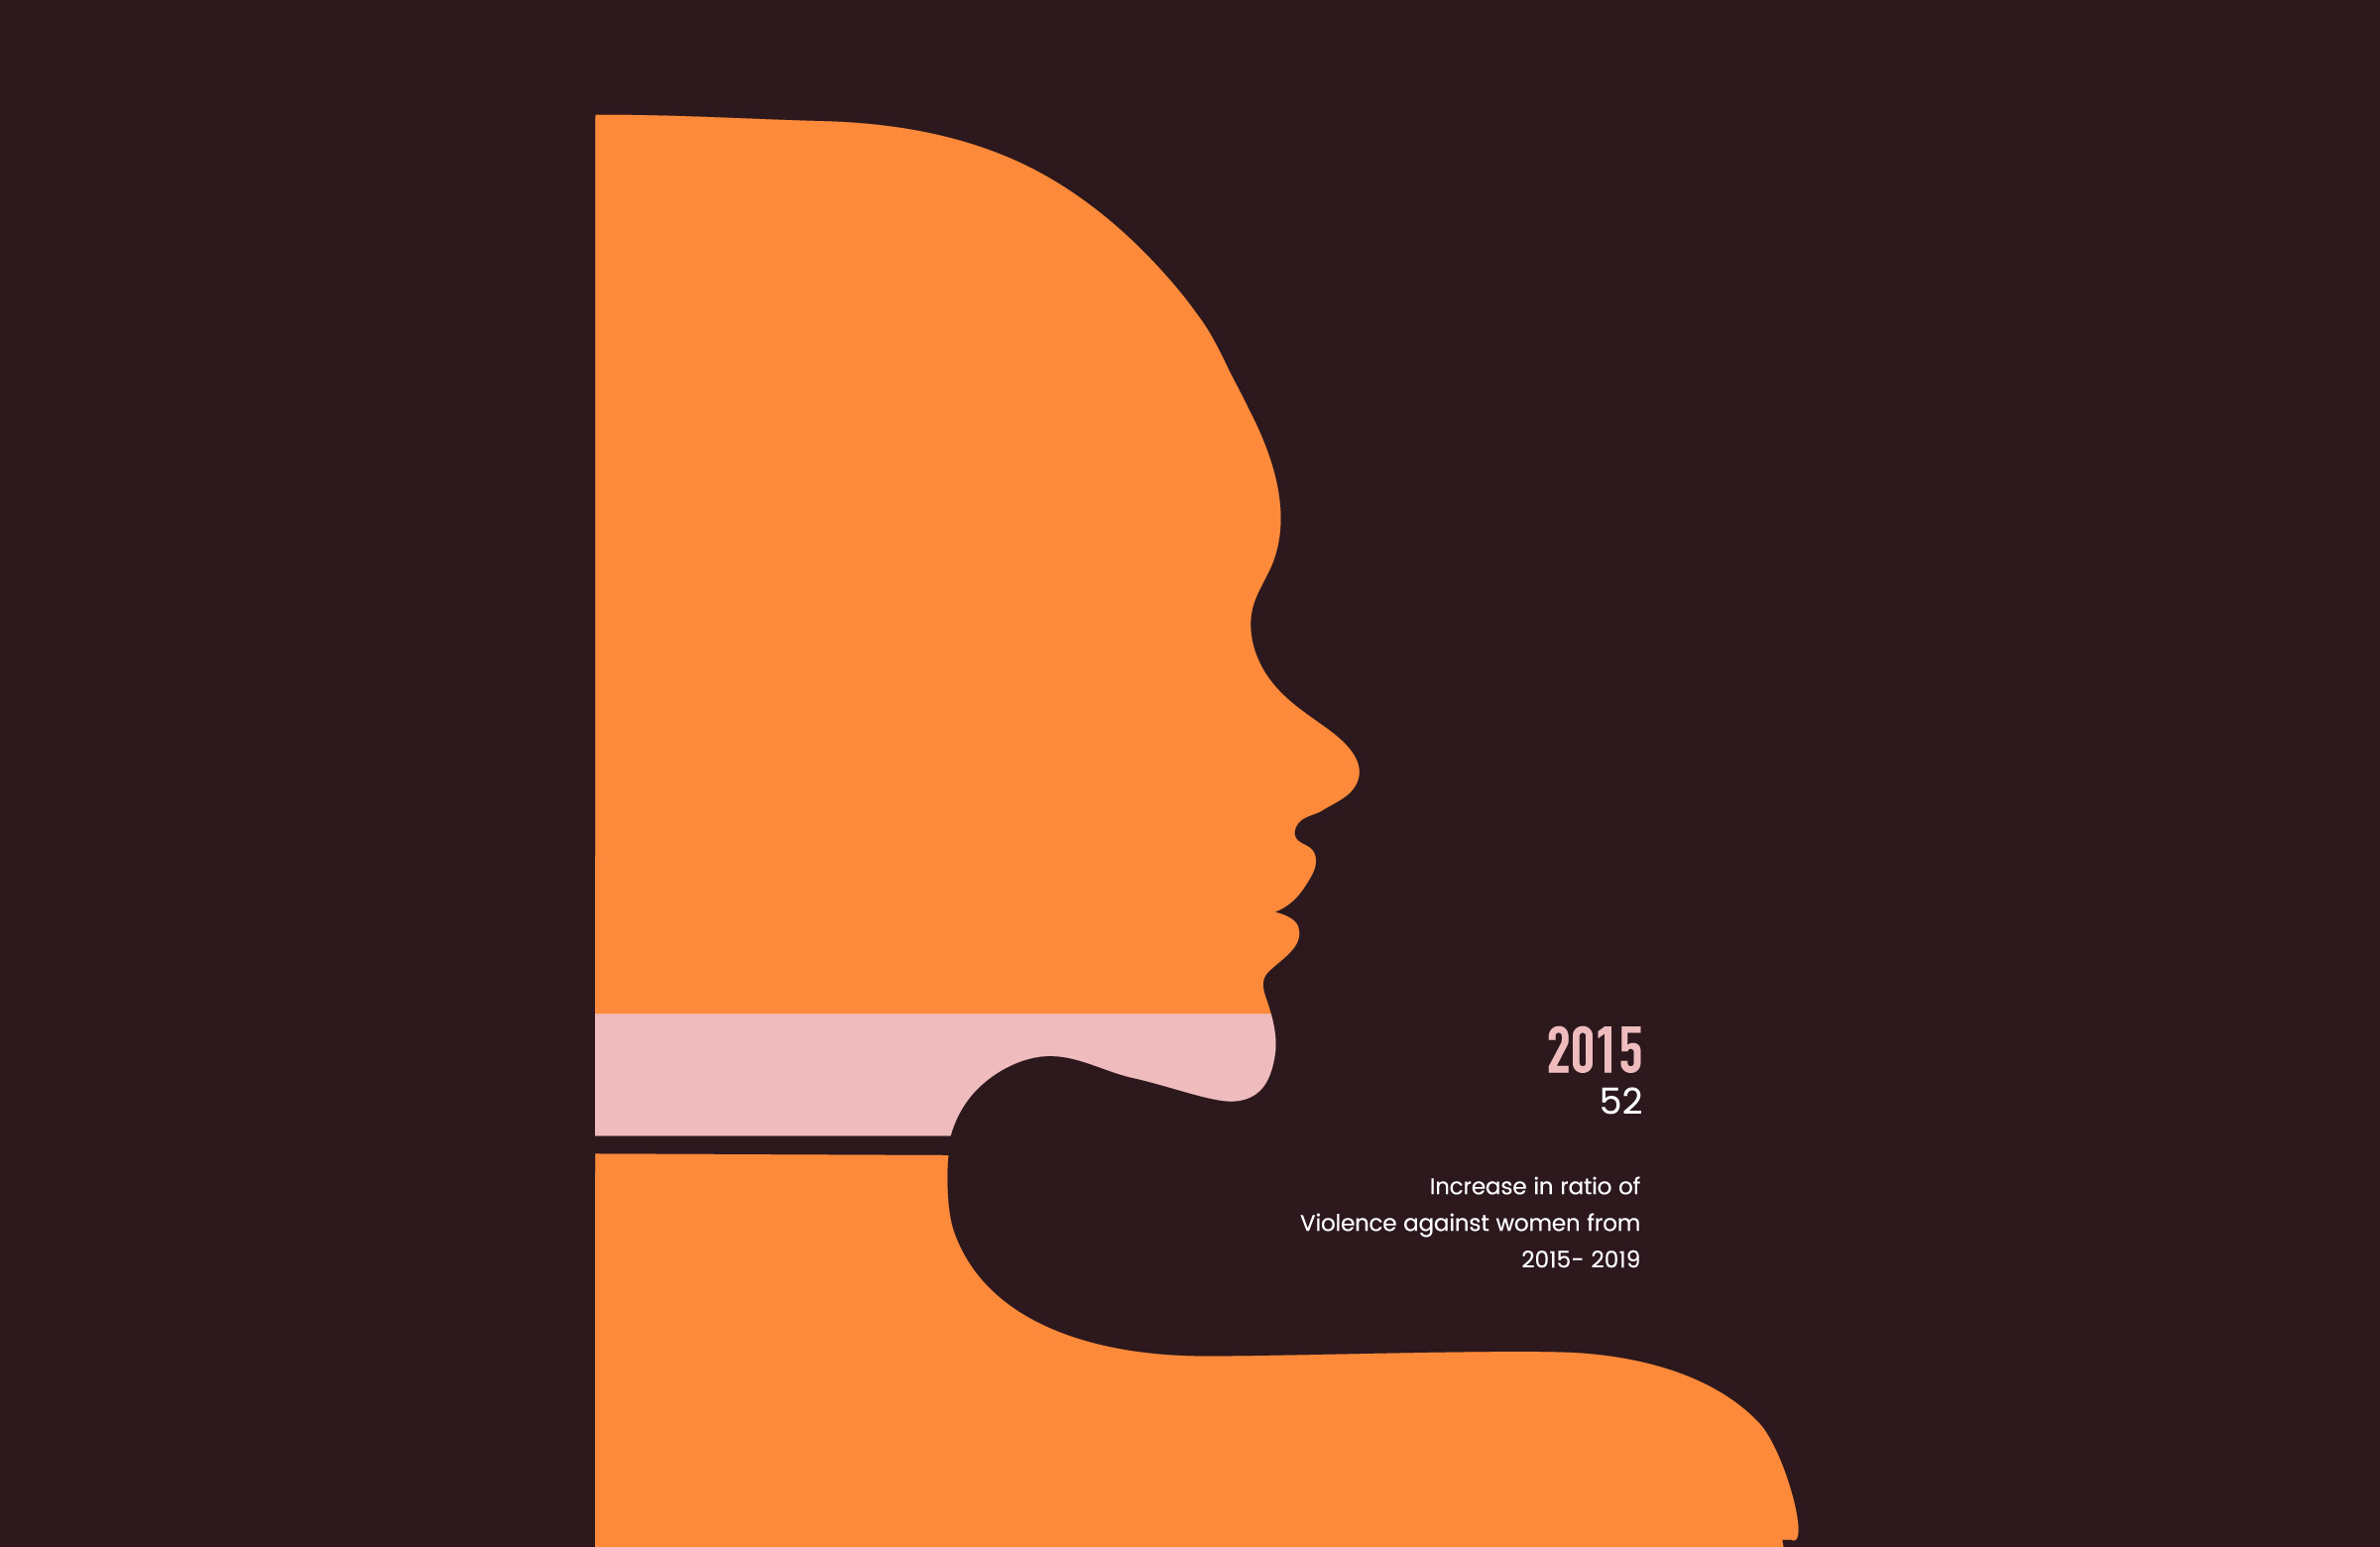 2015
52
Increase in ratio of
Violence against women from
2015- 2019